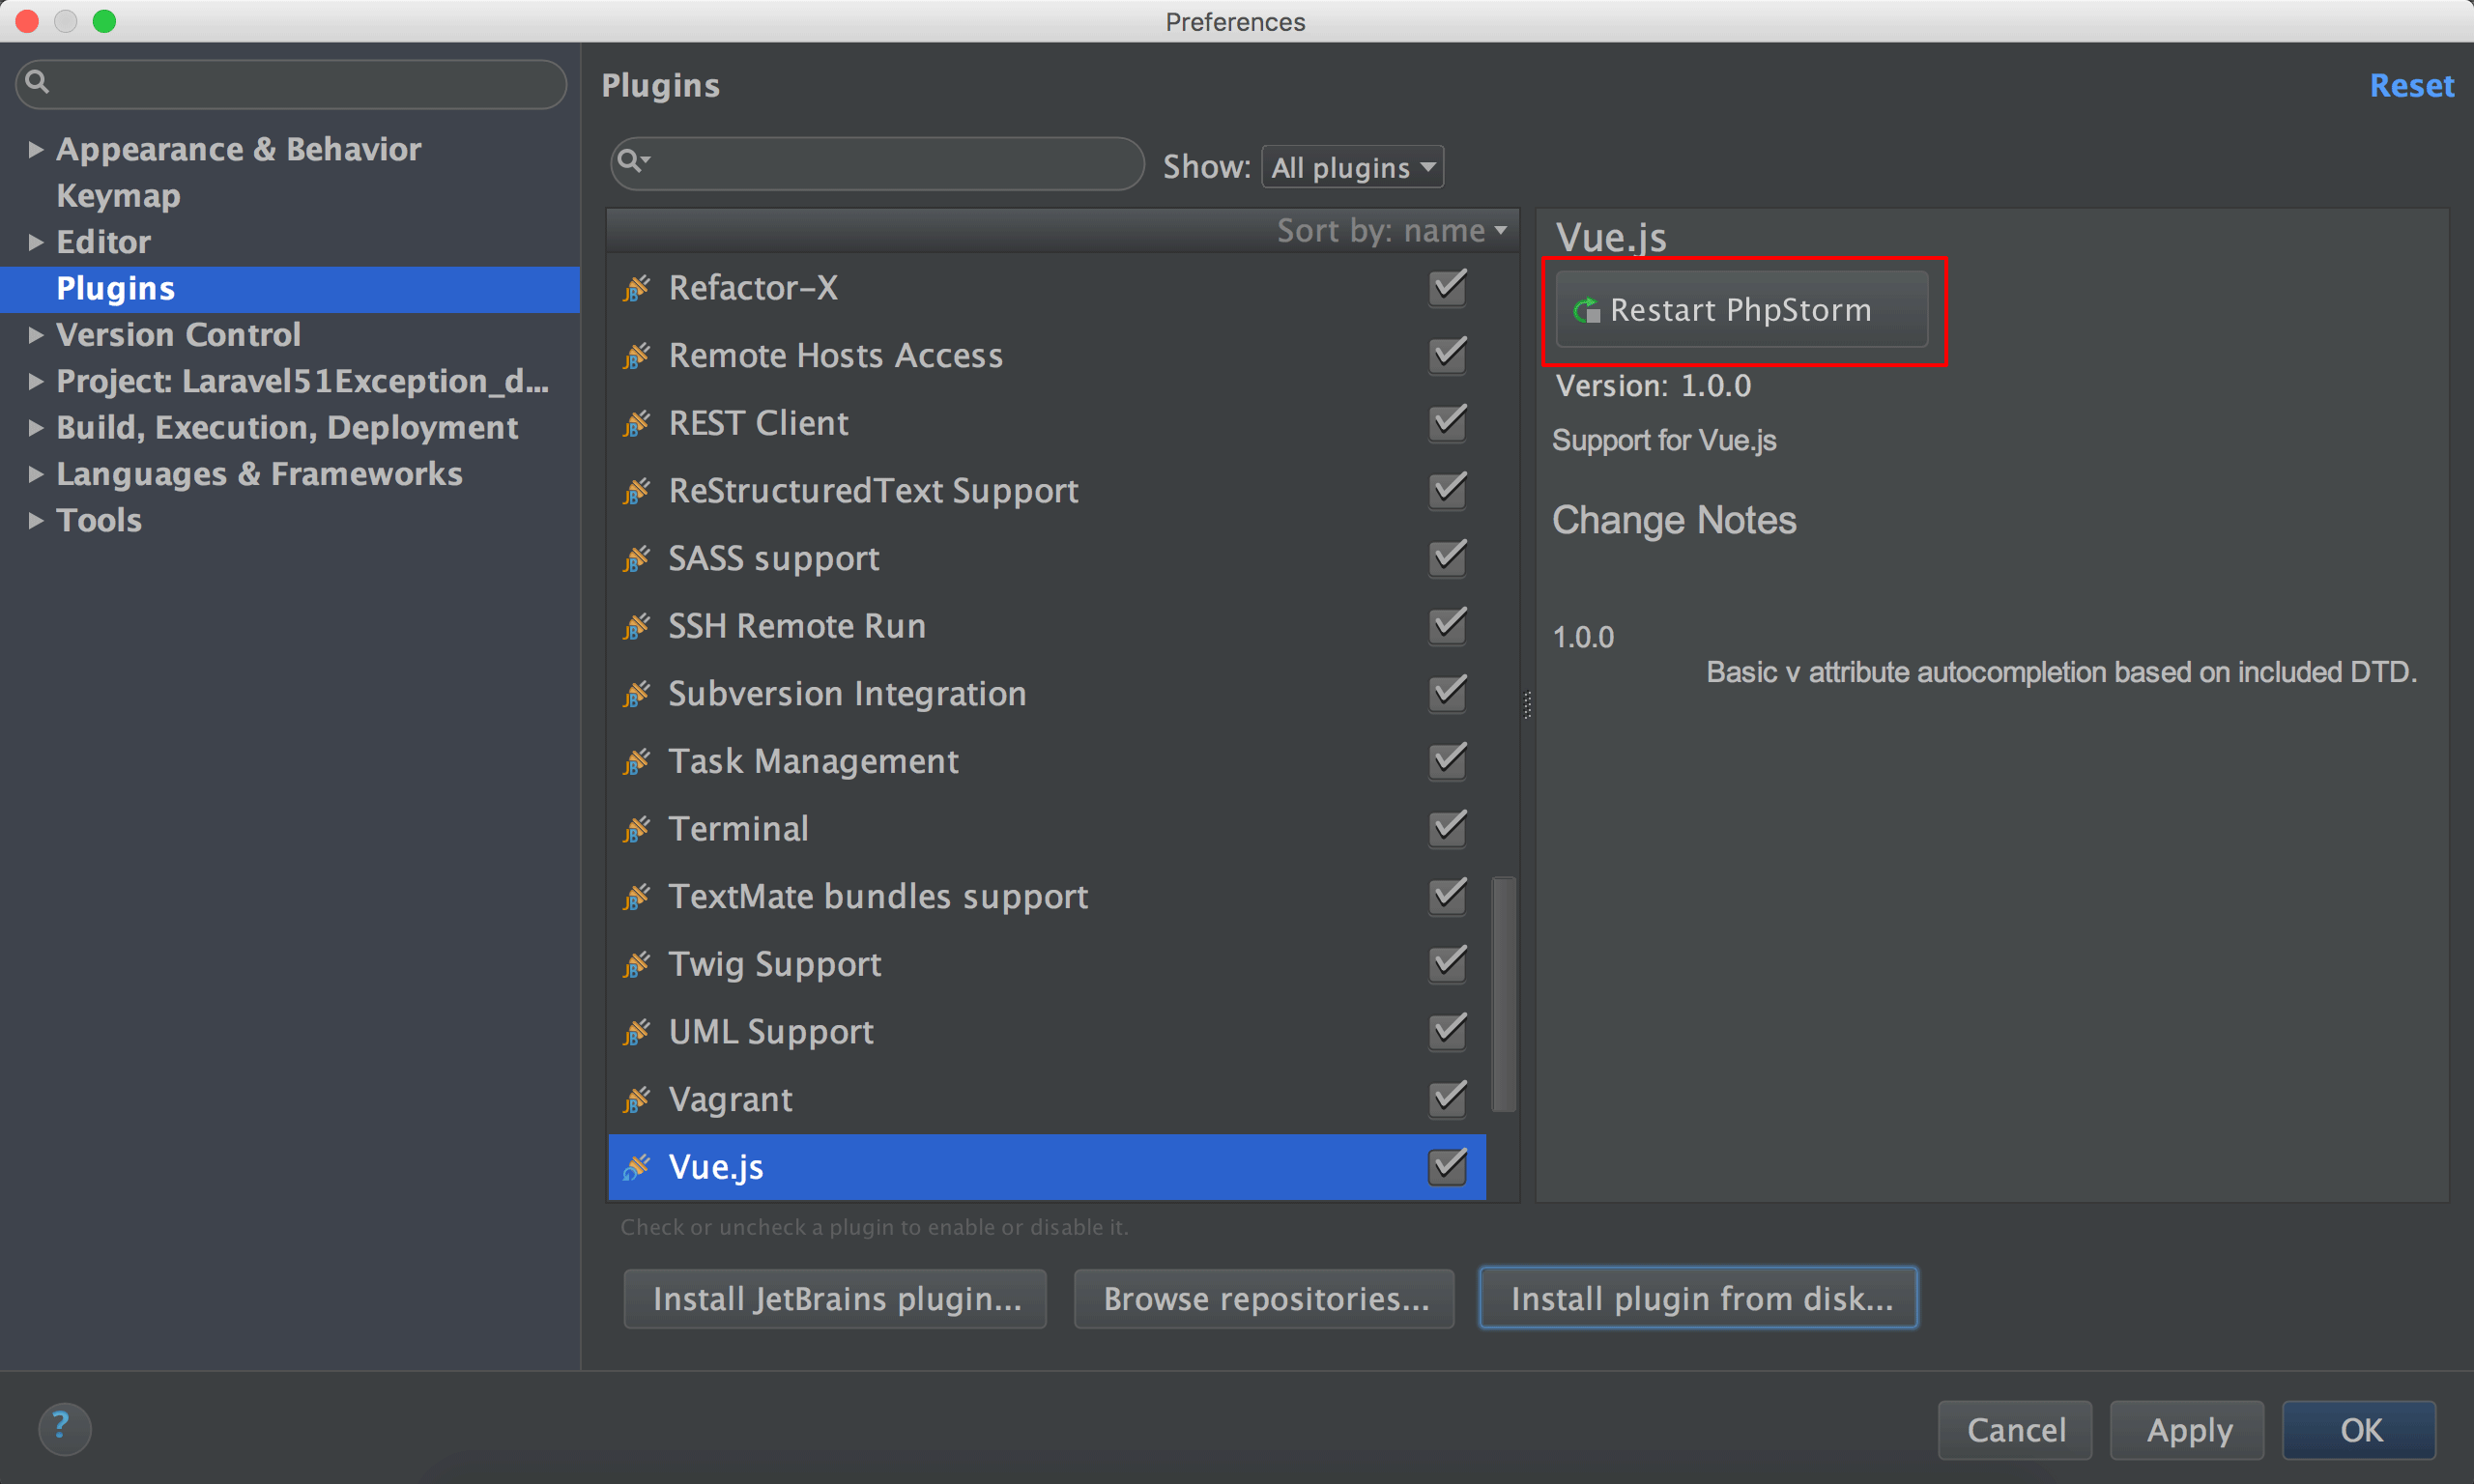 Preferences
Appearance & Behavior
Keymap
Editor
Plugins
Version Control
Project: Laravel51Exception_d...
Build, Execution, Deployment
Languages & Frameworks
Tools
Plugins
Reset
Show: All plugins
Sort by: name
Refactor-X
Remote Hosts Access
REST Client
ReStructuredText Support
SASS support
SSH Remote Run
Subversion Integration
Task Management
Terminal
TextMate bundles support
Twig Support
UML Support
Vagrant
Vue.js
Check or uncheck a plugin to enable or disable it.
Install JetBrains plugin...
Browse repositories...
Install plugin from disk...
Vue.js
Restart PhpStorm
Version: 1.0.0
Support for Vue.js
Change Notes
1.0.0
Basic v attribute autocompletion based on included DTD.
?
Cancel
Apply
OK